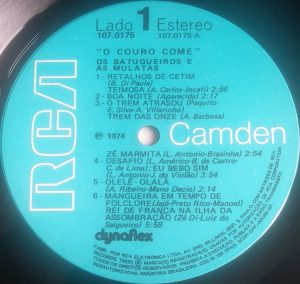 Lado 1 Estereo
107.0175 107-0175-A
"O COURO COME"
OS BATUQUEIROS E
AS MULATAS
1-RETALHOS DE CETIM
(B. Di Paula)
TEIMOSA (A. Carlos-Jocafi) 2:56
2-BOA NOITE (Aparecida) 2:17
3-O TREM ATRASOU (Paquito-
E. Silva-A. Villarinho)
TREM DAS ONZE (A. Barbosa)
RCA
℗ 1974
Camden
ZÉ MARMITA (L. Antonio-Brasinha) 2:54
4-DESAFIO (L. Américo-B. de Castro-
C. de Lima); EU BEBO SIM
(L. Antonio-J. do Violão) 2:54
5-OLELÊ-OLALÁ
(A. Ribeiro-Mano Decio) 2:14
6-MANGUEIRA EM TEMPO DE
FOLCLORE (Jajá-Preto Rico-Manoel)
REI DE FRANÇA NA ILHA DA
ASSOMBRAÇÃO (Zé Di-Luiz do
Salgueiro) 5:58
dynaflex